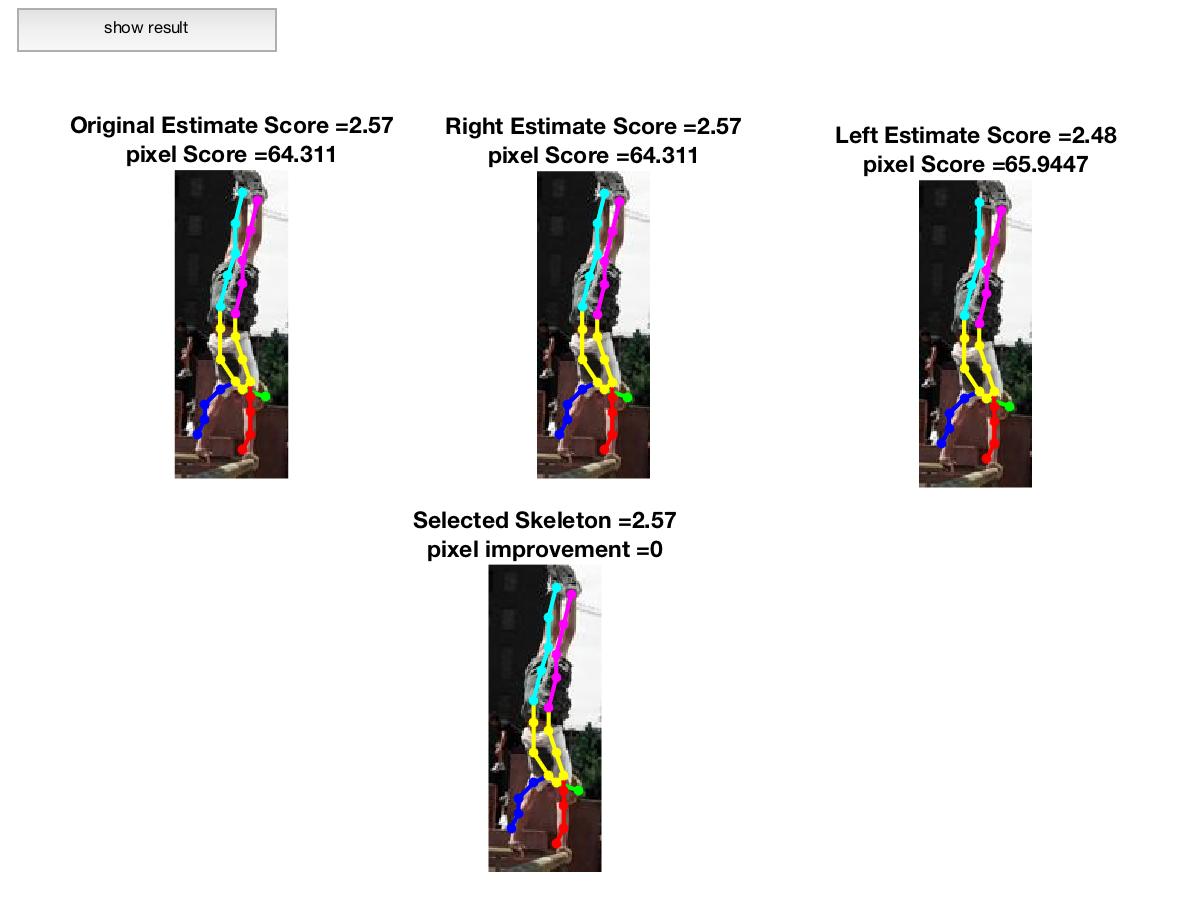 show result
Original Estimate Score =2.57
pixel Score =64.311
Right Estimate Score =2.57
pixel Score =64.311
Left Estimate Score =2.48
pixel Score =65.9447
Selected Skeleton =2.57
pixel improvement =0